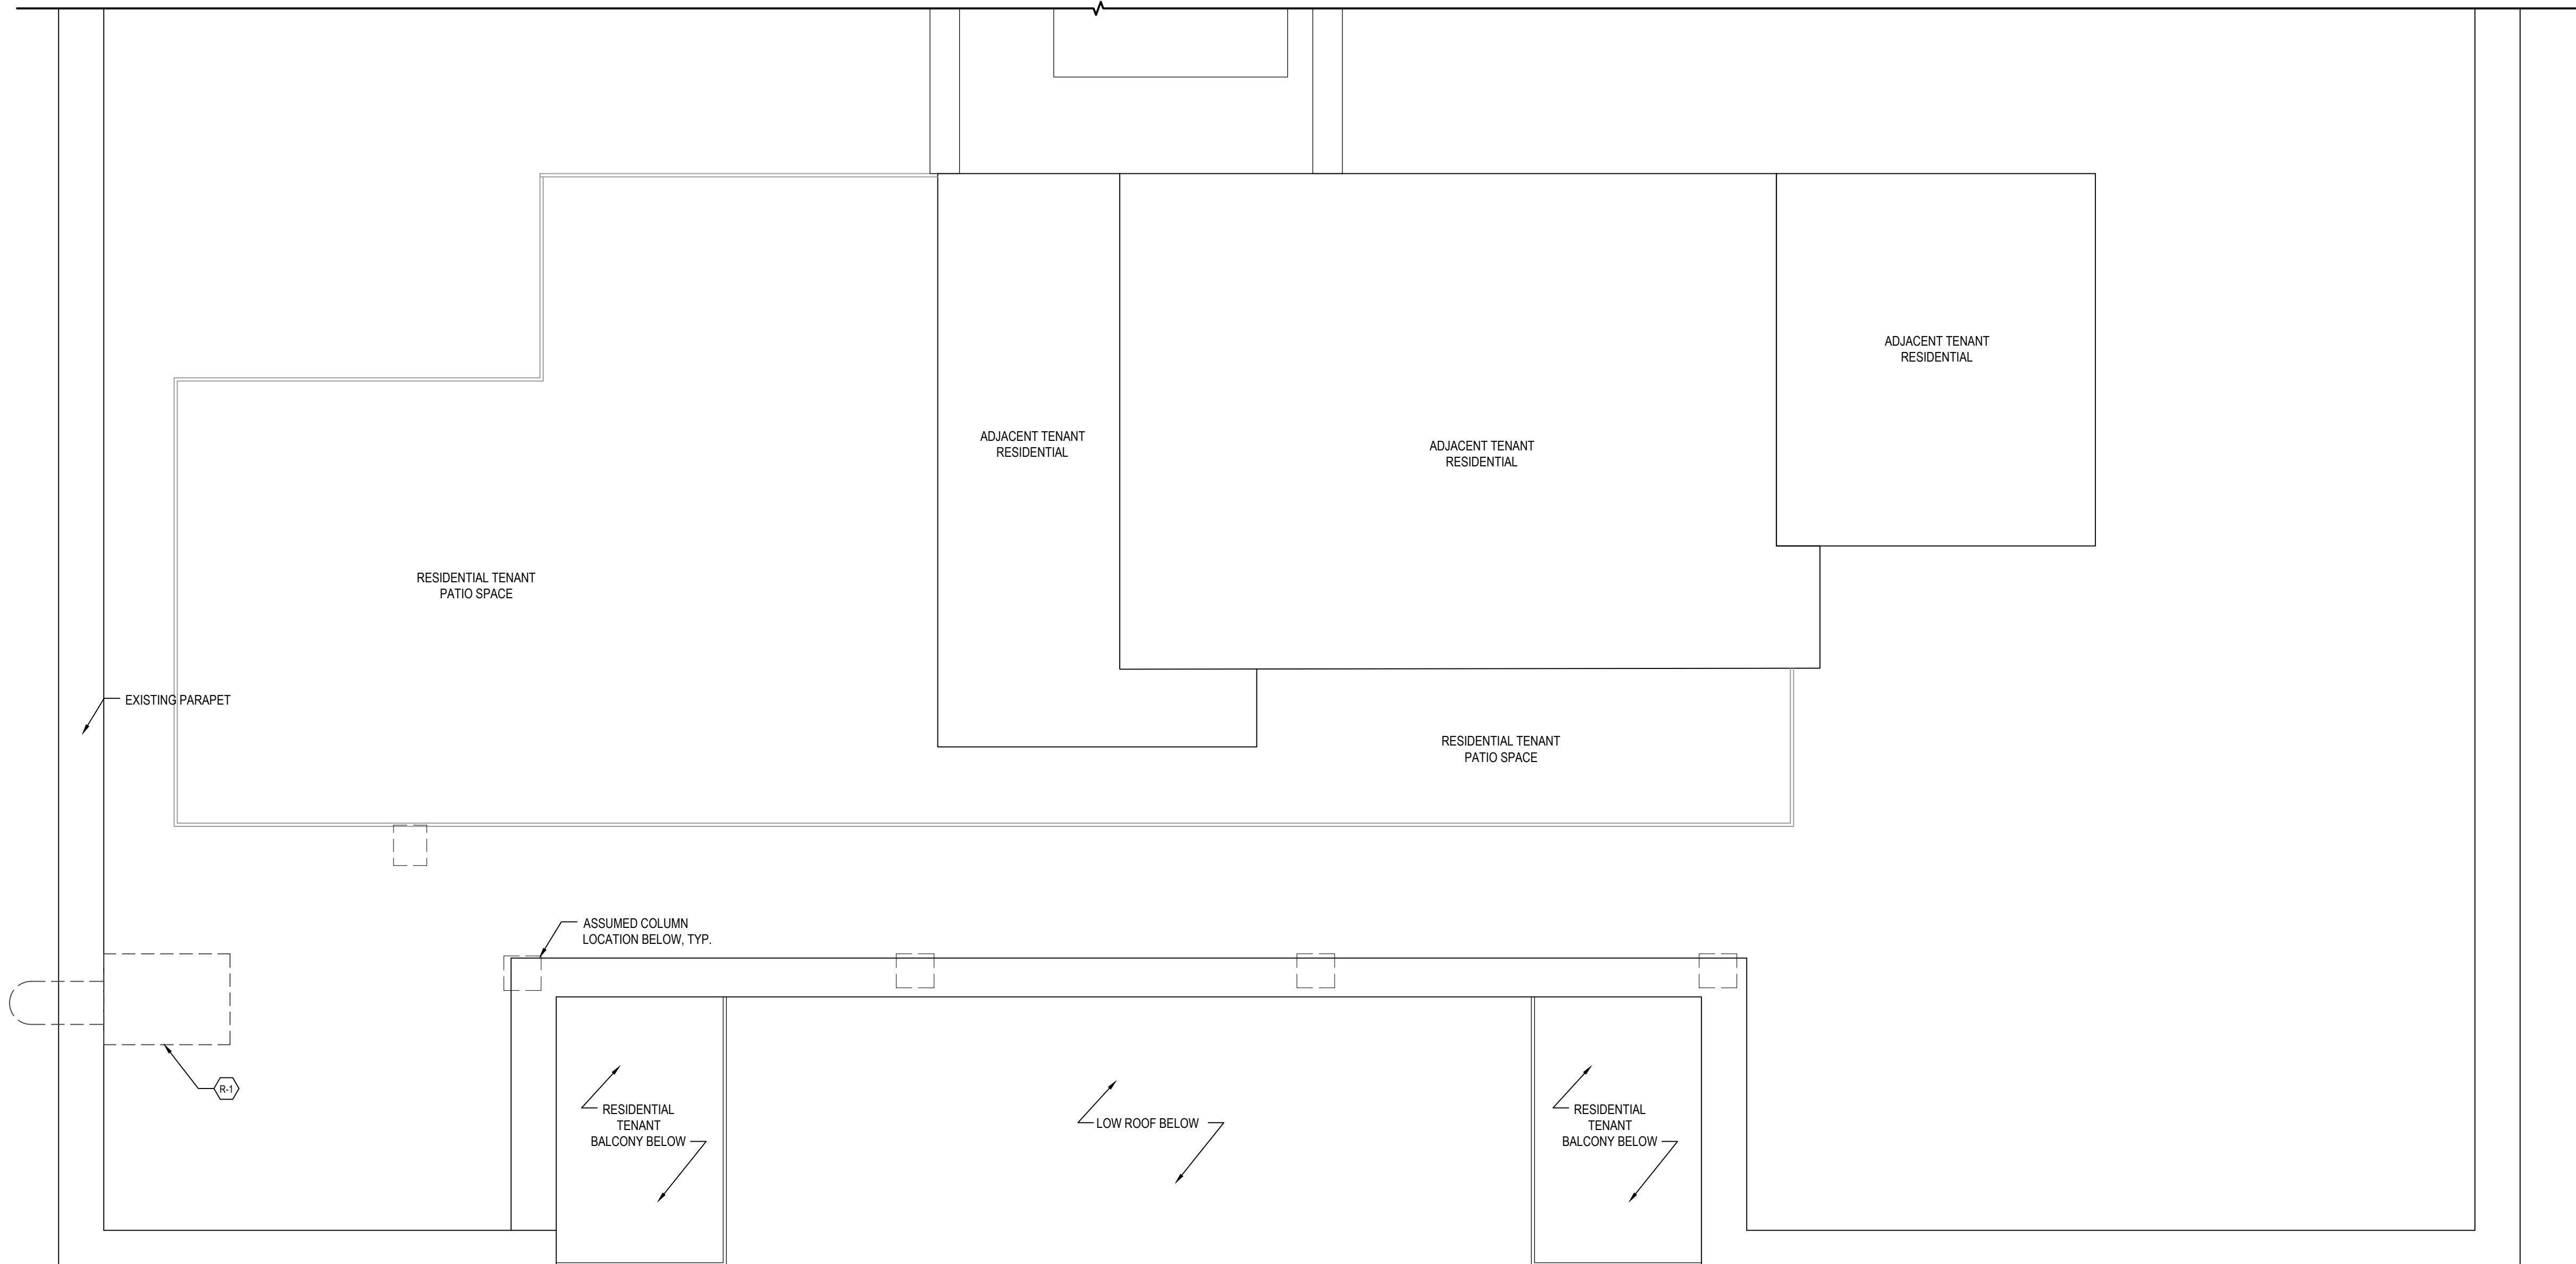 ADJACENT TENANT
RESIDENTIAL
ADJACENT TENANT
RESIDENTIAL
ADJACENT TENANT
RESIDENTIAL
RESIDENTIAL TENANT
PATIO SPACE
EXISTING PARAPET
RESIDENTIAL TENANT
PATIO SPACE
ASSUMED COLUMN
LOCATION BELOW, TYP.
R-1
RESIDENTIAL
TENANT
BALCONY BELOW
LOW ROOF BELOW
RESIDENTIAL
TENANT
BALCONY BELOW